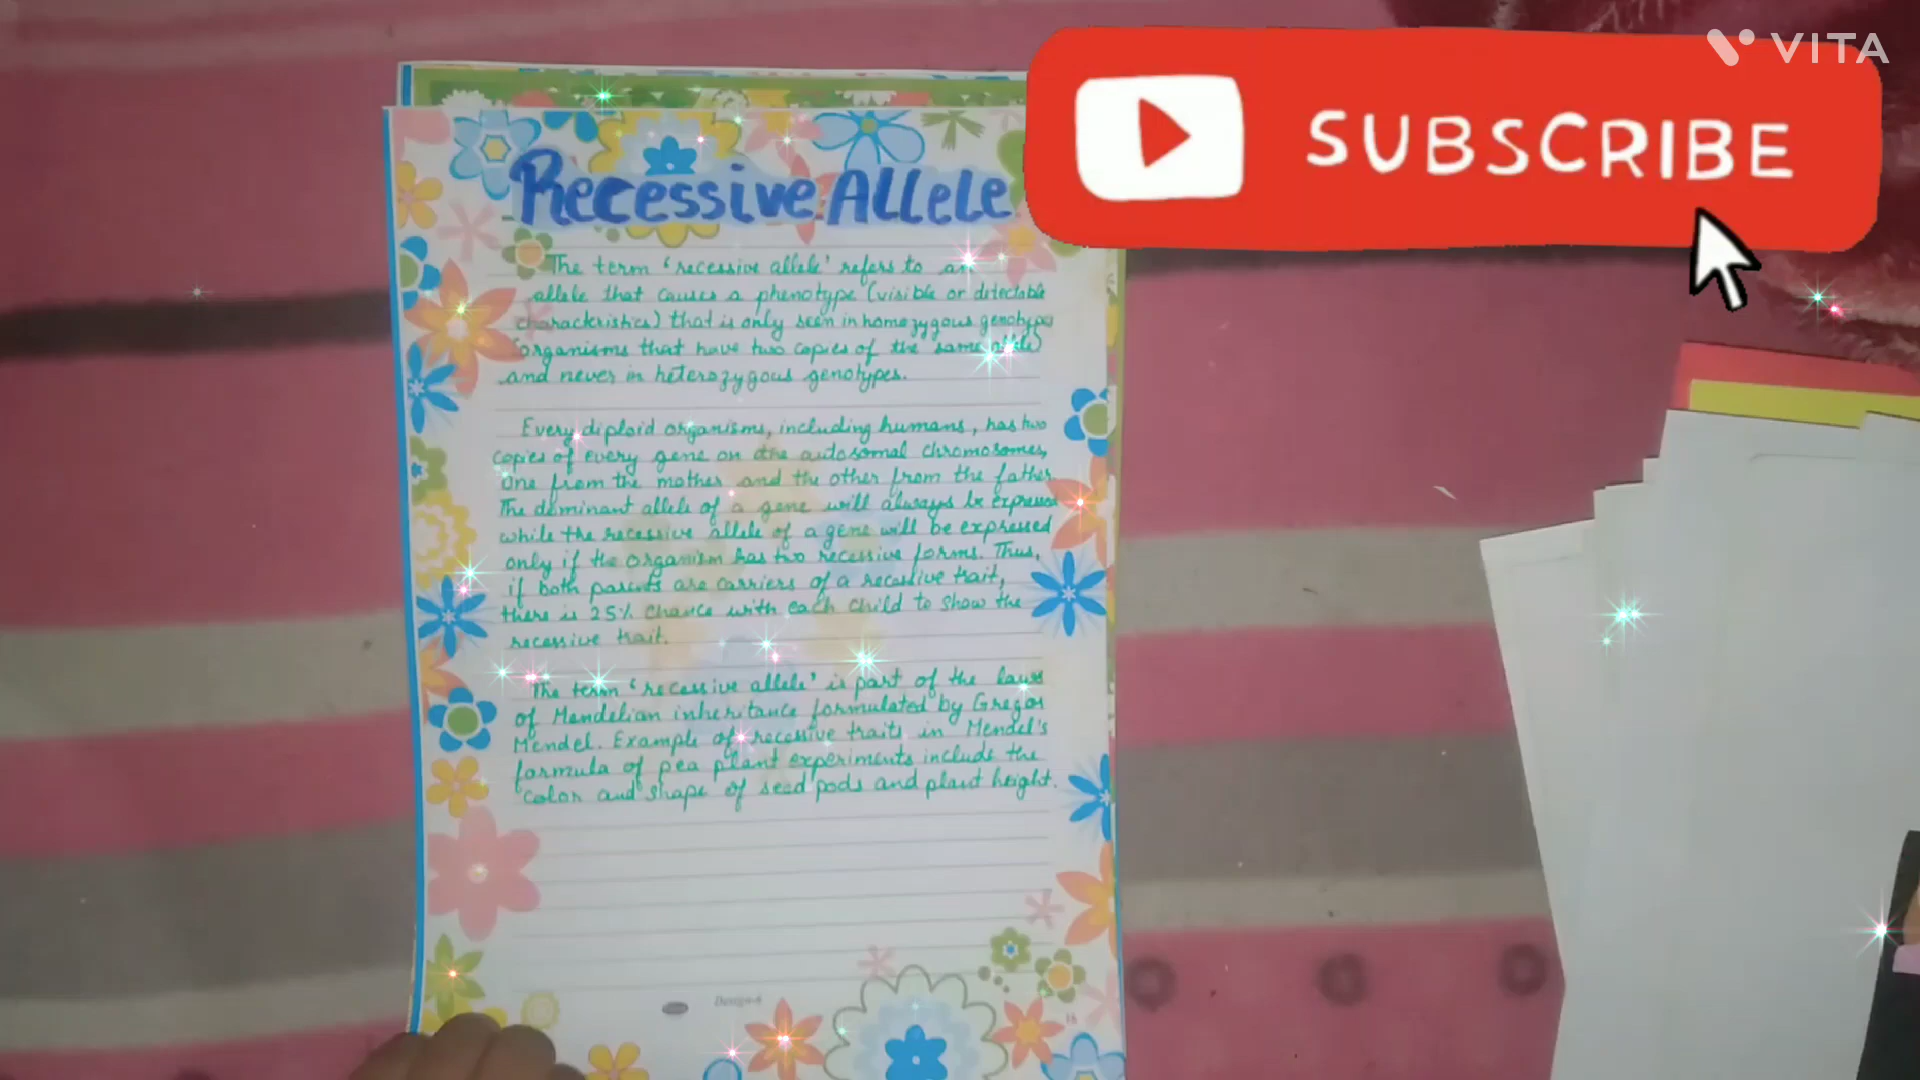 VITA
SUBSCRIBE
Recessive Allele
The term 'recessive allele' refers to an
allele that causes a phenotype (visible or detectable
characteristics) that is only seen in homozygous genotype
(organisms that have two copies of the same allele)
and never in heterozygous genotypes.
Every diploid organisms, including humans, has two
copies of every gene on the autosomal chromosomes,
one from the mother and the other from the father.
The dominant allele of a gene will always be expressed
while the recessive allele of a gene will be expressed
only if the organism has two recessive forms. Thus,
if both parents are carriers of a recessive trait,
there is 25% chance with each child to show the
recessive trait.
The term 'recessive allele' is part of the laws
of Mendelian inheritance formulated by Gregor
Mendel. Example of recessive traits in Mendel's
formula of pea plant experiments include the
color and shape of seed pods and plant height.
Design-4
16